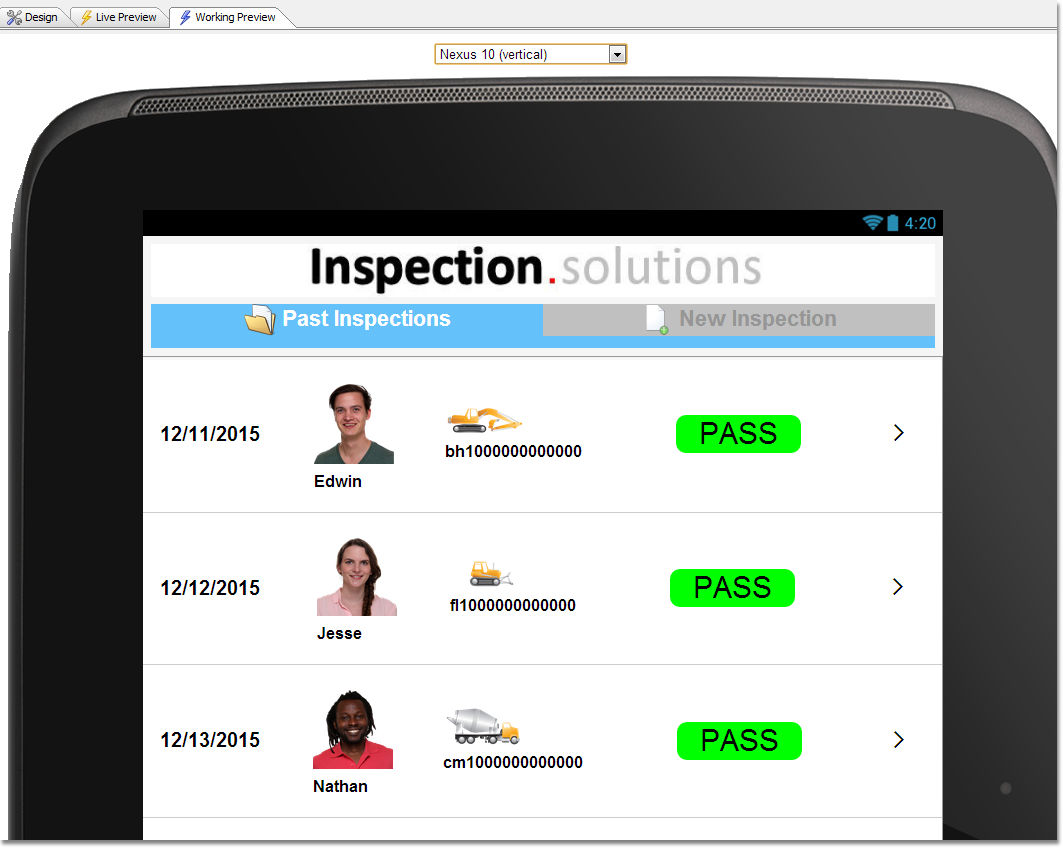 Design Live Preview Working Preview
Nexus 10 (vertical)
4:20
Inspection.solutions
Past Inspections New Inspection
12/11/2015 bh1000000000000 PASS
Edwin
12/12/2015 fl1000000000000 PASS
Jesse
12/13/2015 cm1000000000000 PASS
Nathan